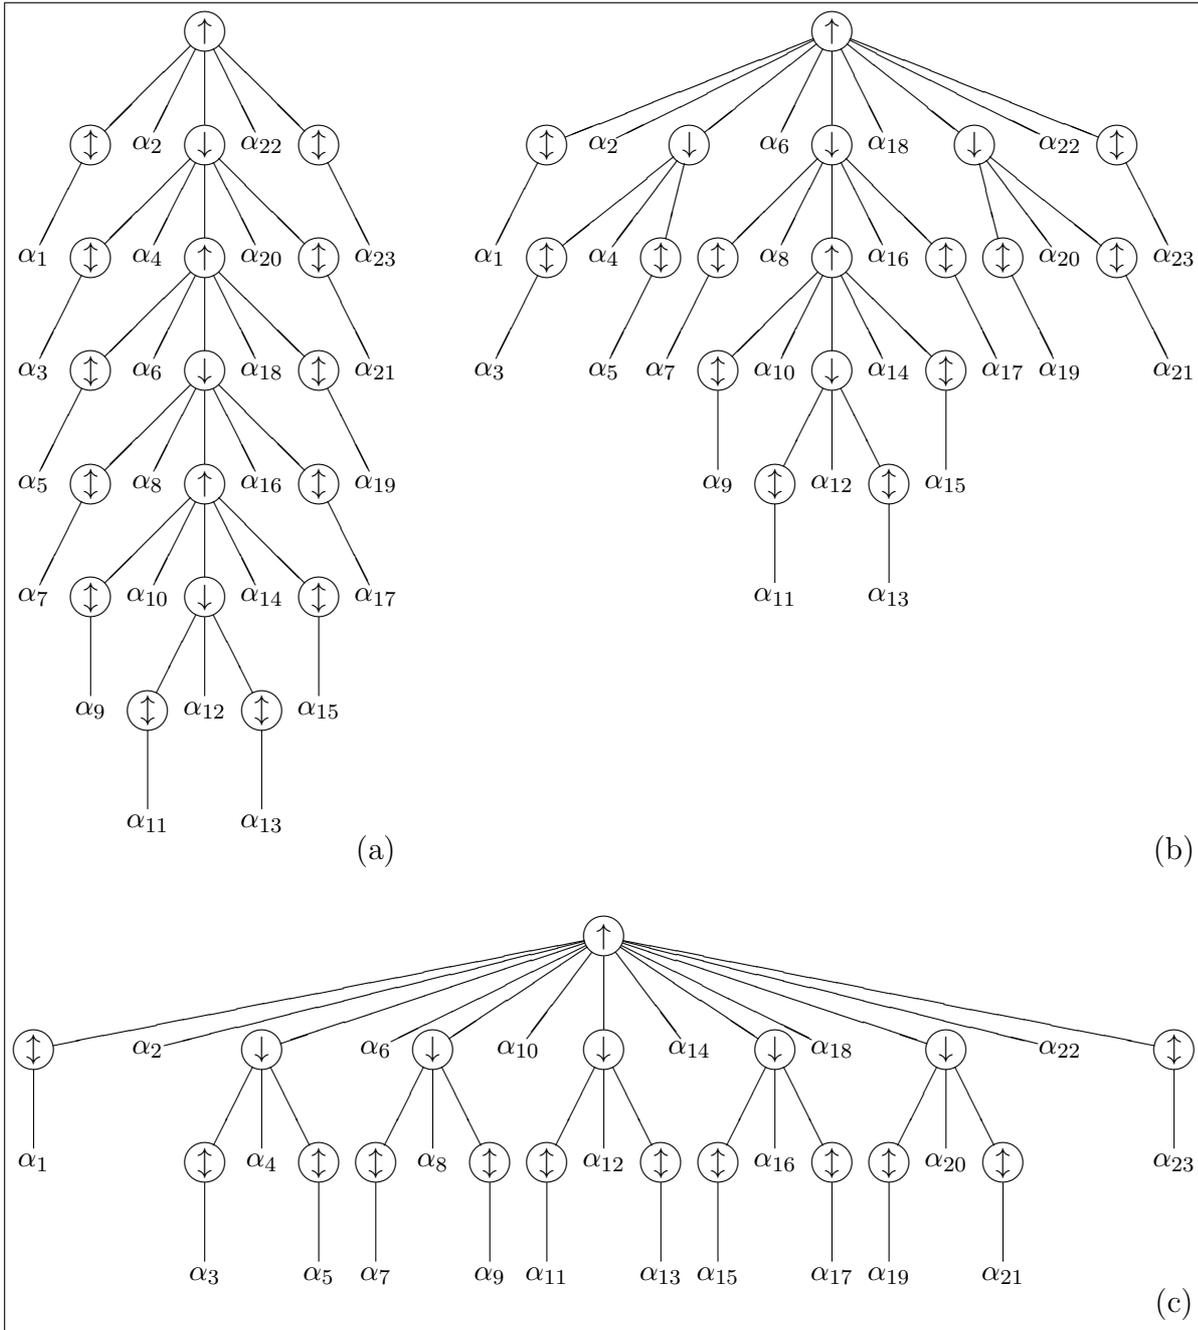 ↑ ↑
↕ α₂ ↓ α₂₂ ↕ ↕ α₂ ↓ α₆ ↓ α₁₈ ↓ α₂₂ ↕
α₁ ↕ α₄ ↑ α₂₀ ↕ α₂₃ α₁ ↕ α₄ ↕ ↕ α₈ ↑ α₁₆ ↕ ↕ α₂₀ ↕ α₂₃
α₃ ↕ α₆ ↓ α₁₈ ↕ α₂₁ α₃ α₅ α₇ ↕ α₁₀ ↓ α₁₄ ↕ α₁₇ α₁₉ α₂₁
α₅ ↕ α₈ ↑ α₁₆ ↕ α₁₉ α₉ ↕ α₁₂ ↕ α₁₅
α₇ ↕ α₁₀ ↓ α₁₄ ↕ α₁₇ α₁₁ α₁₃
α₉ ↕ α₁₂ ↕ α₁₅
α₁₁ α₁₃
(a) (b)
↑
↕ α₂ ↓ α₆ ↓ α₁₀ ↓ α₁₄ ↓ α₁₈ ↓ α₂₂ ↕
α₁ ↕ α₄ ↕ ↕ α₈ ↕ ↕ α₁₂ ↕ ↕ α₁₆ ↕ ↕ α₂₀ ↕ α₂₃
α₃ α₅ α₇ α₉ α₁₁ α₁₃ α₁₅ α₁₇ α₁₉ α₂₁
(c)